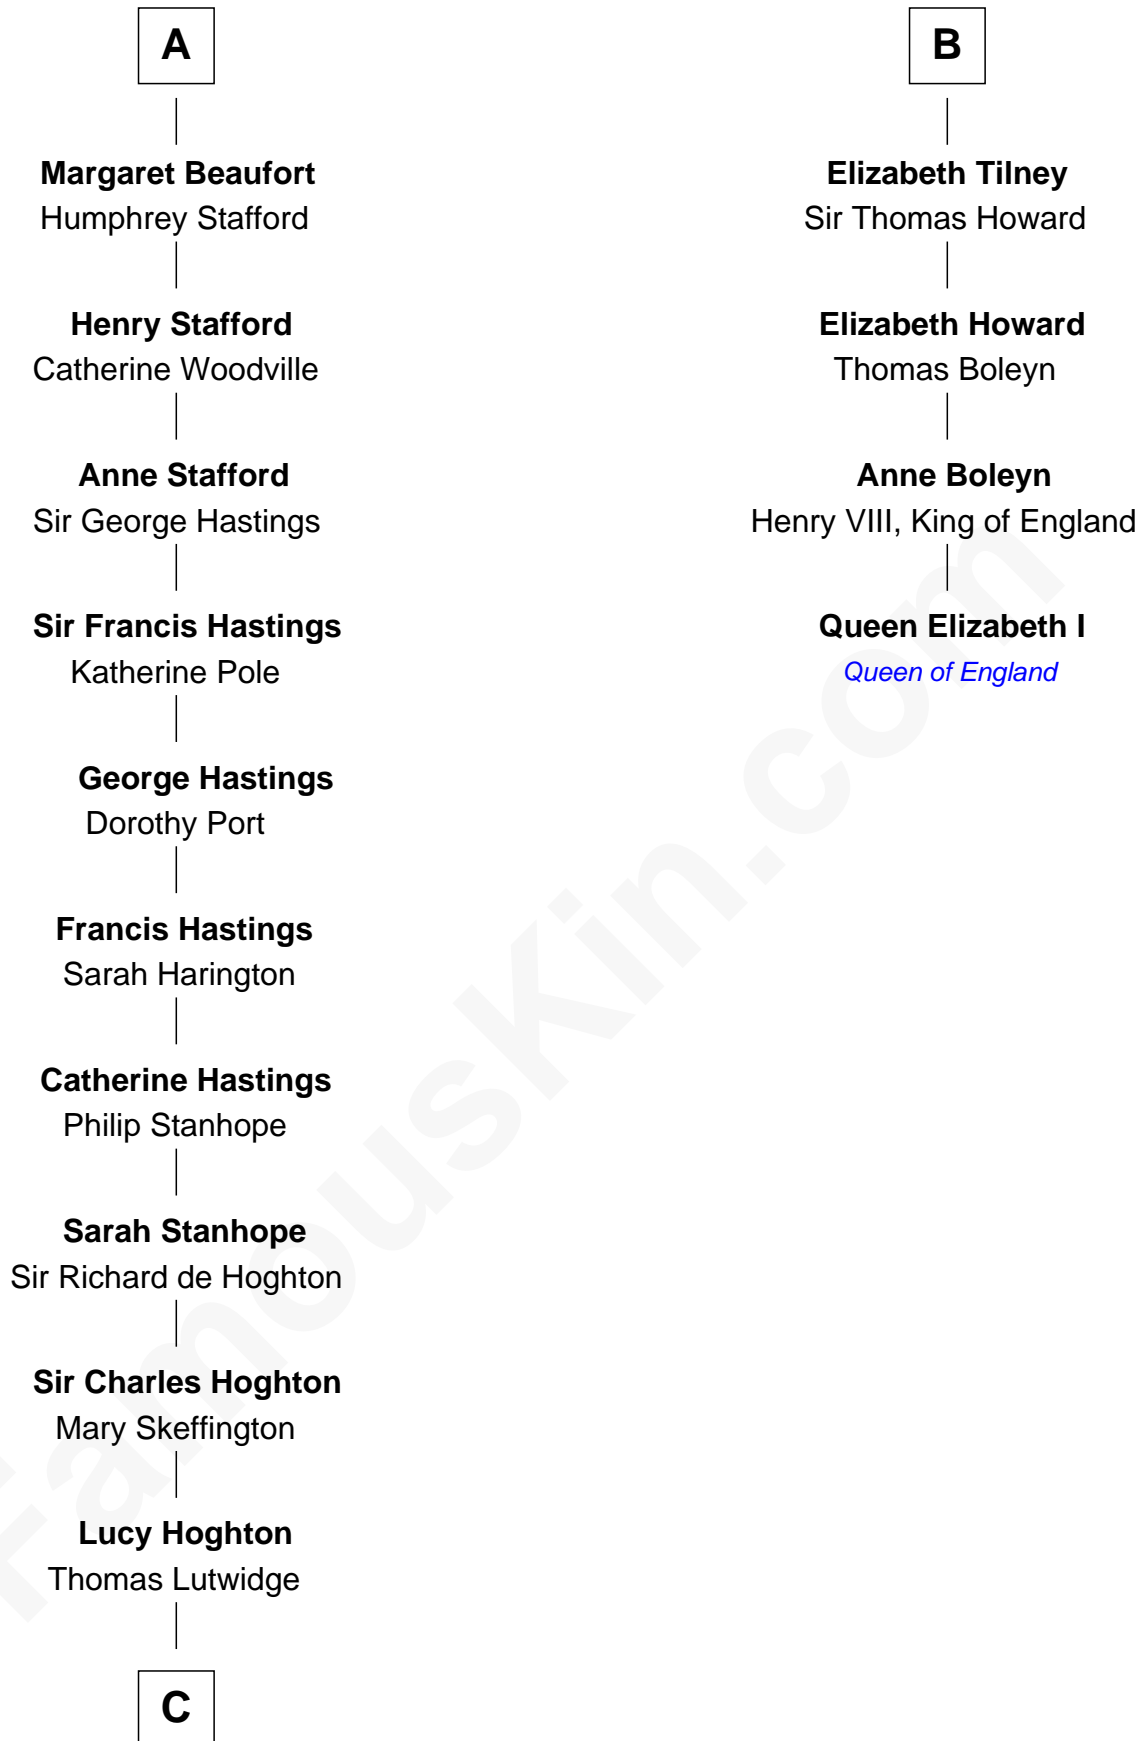 A
Margaret Beaufort
Humphrey Stafford
Henry Stafford
Catherine Woodville
Anne Stafford
Sir George Hastings
Sir Francis Hastings
Katherine Pole
George Hastings
Dorothy Port
Francis Hastings
Sarah Harington
Catherine Hastings
Philip Stanhope
Sarah Stanhope
Sir Richard de Hoghton
Sir Charles Hoghton
Mary Skeffington
Lucy Hoghton
Thomas Lutwidge
C
B
Elizabeth Tilney
Sir Thomas Howard
Elizabeth Howard
Thomas Boleyn
Anne Boleyn
Henry VIII, King of England
Queen Elizabeth I
Queen of England
FamousKin.com